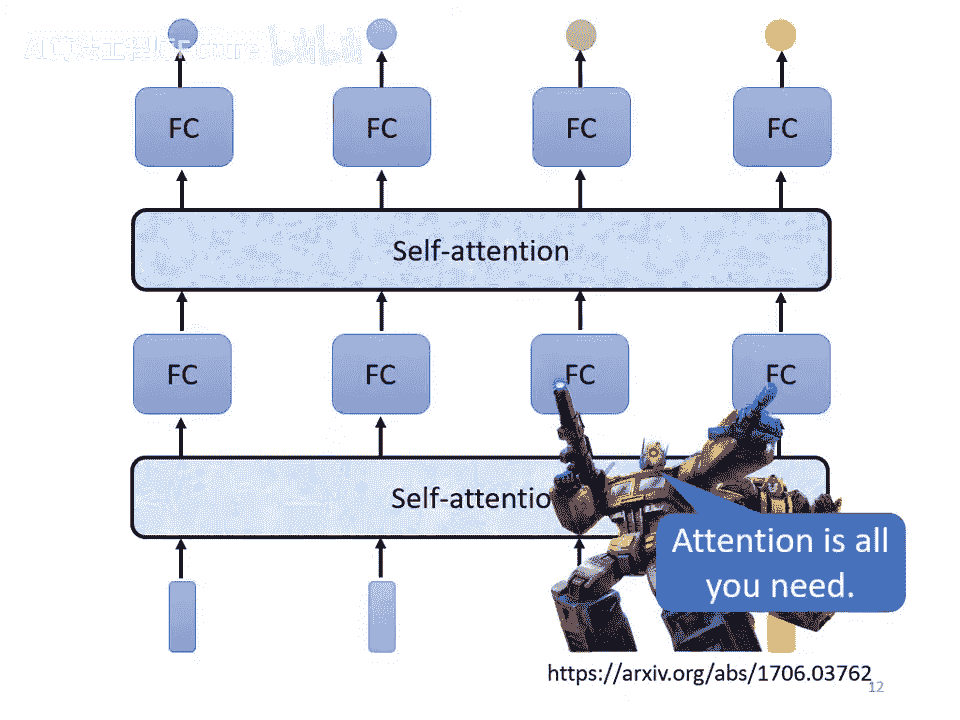 FC FC FC FC
Self-attention
FC FC FC FC
Self-attentio
Attention is all
you need.
https://arxiv.org/abs/1706.03762
12